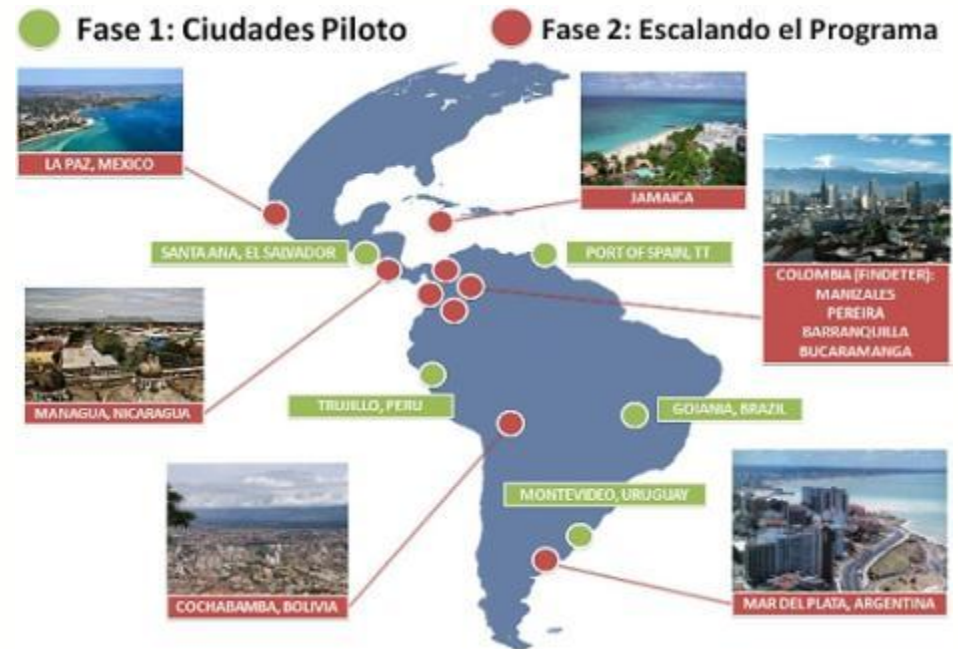 Fase 1: Ciudades Piloto
Fase 2: Escalando el Programa
LA PAZ, MEXICO
JAMAICA
SANTA ANA, EL SALVADOR
PORT OF SPAIN, TT
COLOMBIA (FINDETER):
MANIZALES
PEREIRA
BARRANQUILLA
BUCARAMANGA
MANAGUA, NICARAGUA
TRUJILLO, PERU
GOIANIA, BRAZIL
MONTEVIDEO, URUGUAY
COCHABAMBA, BOLIVIA
MAR DEL PLATA, ARGENTINA